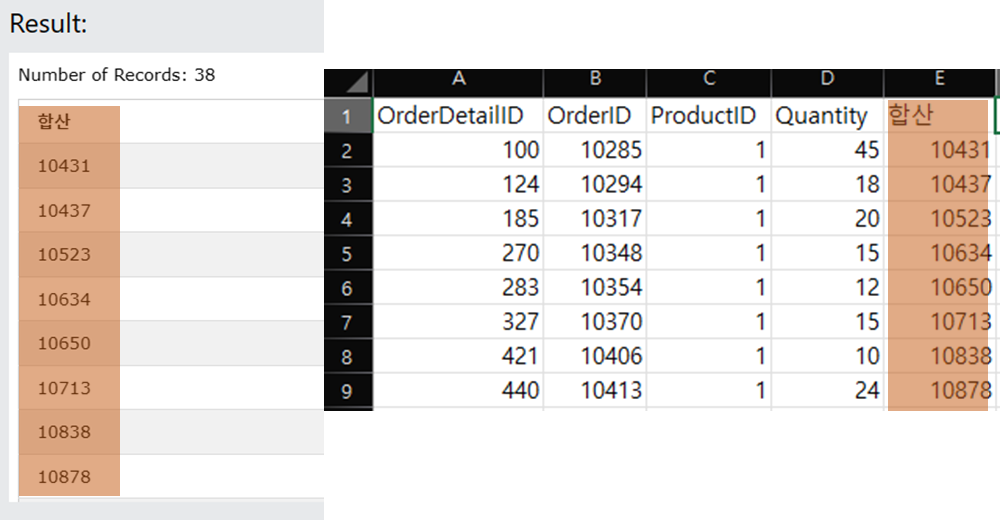 Result:
Number of Records: 38
합산
10431
10437
10523
10634
10650
10713
10838
10878
A B C D E
1 OrderDetailID OrderID ProductID Quantity 합산
2 100 10285 1 45 10431
3 124 10294 1 18 10437
4 185 10317 1 20 10523
5 270 10348 1 15 10634
6 283 10354 1 12 10650
7 327 10370 1 15 10713
8 421 10406 1 10 10838
9 440 10413 1 24 10878